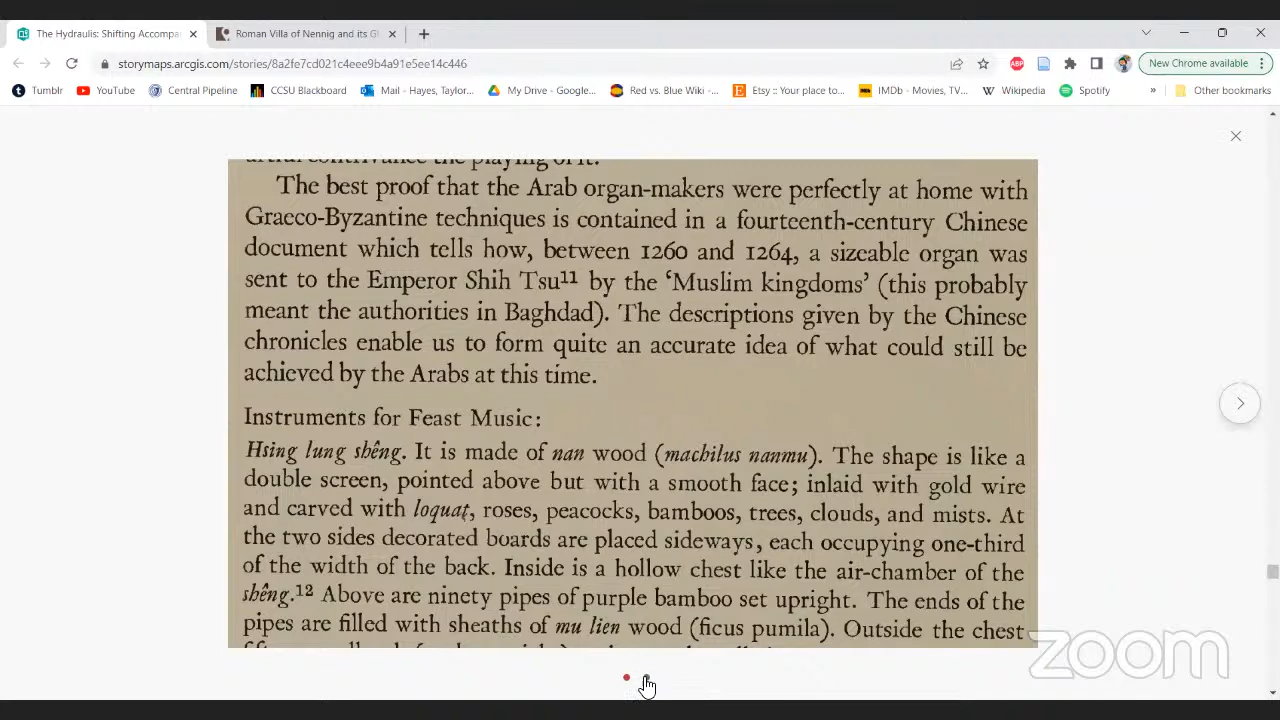 The Hydraulis: Shifting Accompa
Roman Villa of Nennig and its Gl
storymaps.arcgis.com/stories/8a2fe7cd021c4eee9b4a91e5ee14c446
ABP
New Chrome available
Tumblr
YouTube
Central Pipeline
CCSU Blackboard
Mail - Hayes, Taylor,...
My Drive - Google...
Red vs. Blue Wiki -...
Etsy :: Your place to...
IMDb - Movies, TV...
Wikipedia
Spotify
»
Other bookmarks
artful contrivance the playing of it.
The best proof that the Arab organ-makers were perfectly at home with
Graeco-Byzantine techniques is contained in a fourteenth-century Chinese
document which tells how, between 1260 and 1264, a sizeable organ was
sent to the Emperor Shih Tsu¹¹ by the ‘Muslim kingdoms’ (this probably
meant the authorities in Baghdad). The descriptions given by the Chinese
chronicles enable us to form quite an accurate idea of what could still be
achieved by the Arabs at this time.
Instruments for Feast Music:
Hsing lung shêng. It is made of nan wood (machilus nanmu). The shape is like a
double screen, pointed above but with a smooth face; inlaid with gold wire
and carved with loquat, roses, peacocks, bamboos, trees, clouds, and mists. At
the two sides decorated boards are placed sideways, each occupying one-third
of the width of the back. Inside is a hollow chest like the air-chamber of the
shêng.¹² Above are ninety pipes of purple bamboo set upright. The ends of the
pipes are filled with sheaths of mu lien wood (ficus pumila). Outside the chest
zoom